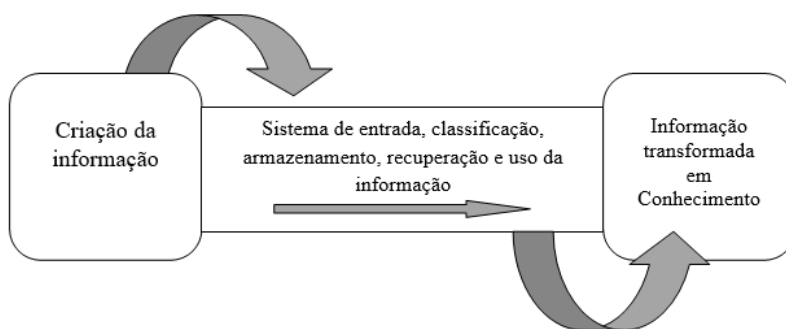 Criação da
informação
Sistema de entrada, classificação,
armazenamento, recuperação e uso da
informação
Informação
transformada
em
Conhecimento